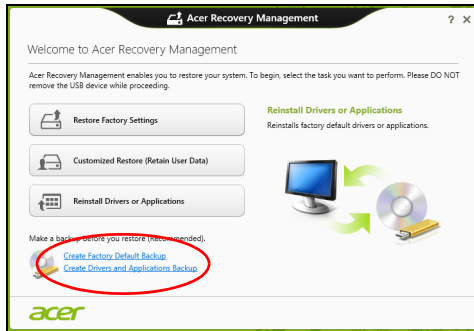 Acer Recovery Management
? ×
Welcome to Acer Recovery Management
Acer Recovery Management enables you to restore your system. To begin, select the task you want to perform. Please DO NOT
remove the USB device while proceeding.
Restore Factory Settings
Customized Restore (Retain User Data)
Reinstall Drivers or Applications
Reinstall Drivers or Applications
Reinstalls factory default drivers or applications.
Make a backup before you restore (Recommended).
Create Factory Default Backup
Create Drivers and Applications Backup
acer